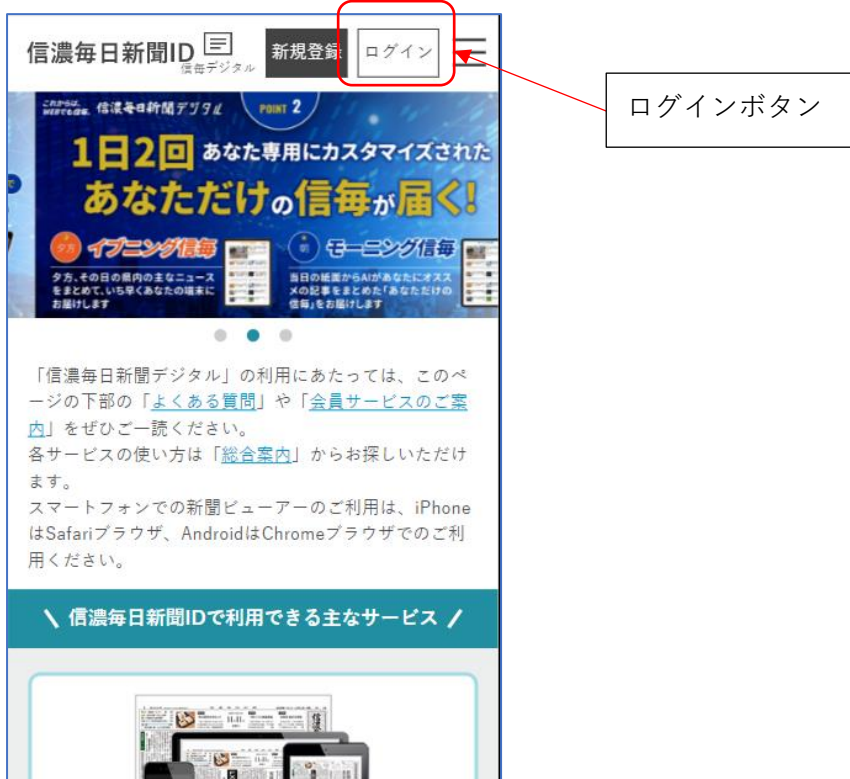 信濃毎日新聞ID
信毎デジタル
新規登録
ログイン
ログインボタン
これからは、
WEBでも信毎。
信濃毎日新聞デジタル
POINT 2
1日2回 あなた専用にカスタマイズされた
あなただけの信毎が届く!
夕方 イブニング信毎
夕方、その日の県内の主なニュース
をまとめて、いち早くあなたの端末に
お届けします
朝 モーニング信毎
当日の紙面からAIがあなたにオスス
メの記事をまとめた「あなただけの
信毎」をお届けします
「信濃毎日新聞デジタル」の利用にあたっては、このペ
ージの下部の「よくある質問」や「会員サービスのご案
内」をぜひご一読ください。
各サービスの使い方は「総合案内」からお探しいただけ
ます。
スマートフォンでの新聞ビューアーのご利用は、iPhone
はSafariブラウザ、AndroidはChromeブラウザでのご利
用ください。
\ 信濃毎日新聞IDで利用できる主なサービス /